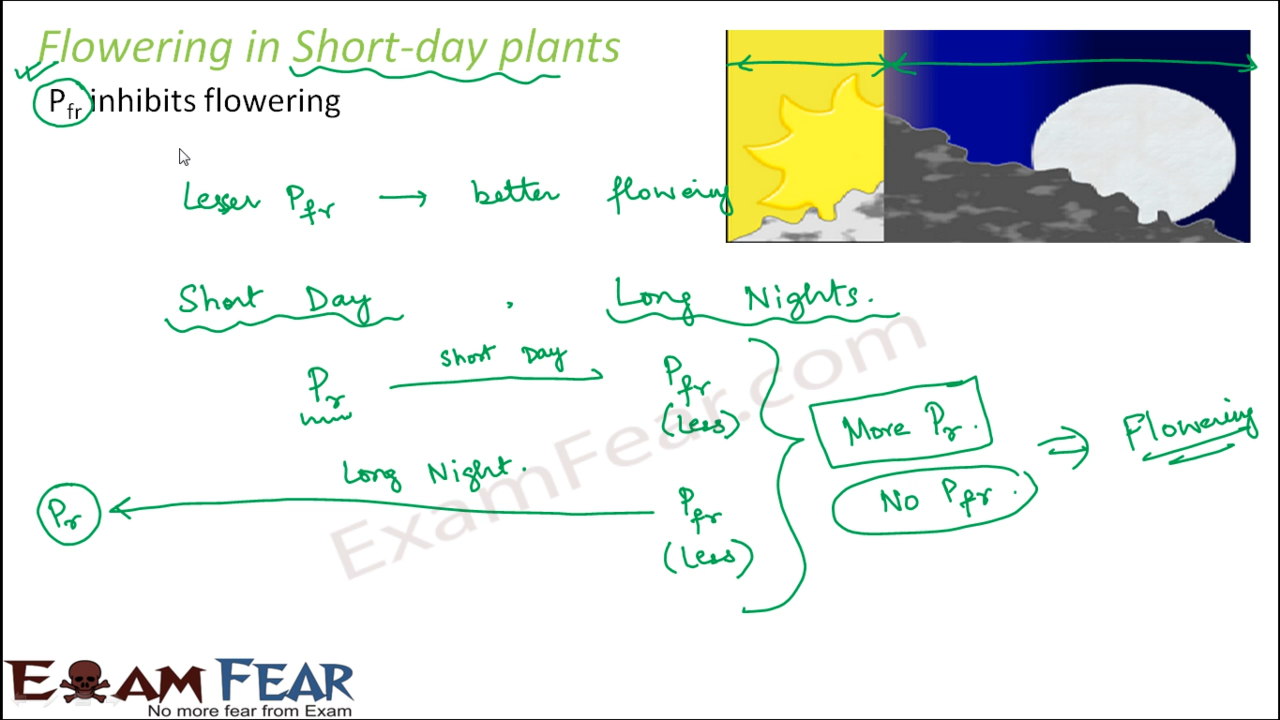 Flowering in Short-day plants
Pfr inhibits flowering
Lesser Pfr → better flowering
Short Day , Long Nights.
Short Day
Pr Pfr
(Less)
More Pr.
⇒ Flowering
Long Night.
Pr Pfr
(Less)
No Pfr.
ExamFear.com
EXAM FEAR
No more fear from Exam